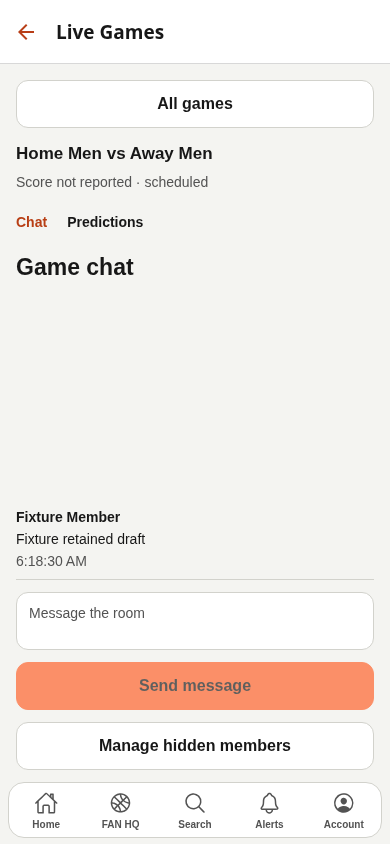 Live Games
All games
Home Men vs Away Men
Score not reported · scheduled
Chat Predictions
Game chat
Fixture Member
Fixture retained draft
6:18:30 AM
Message the room
Send message
Manage hidden members
Home FAN HQ Search Alerts Account